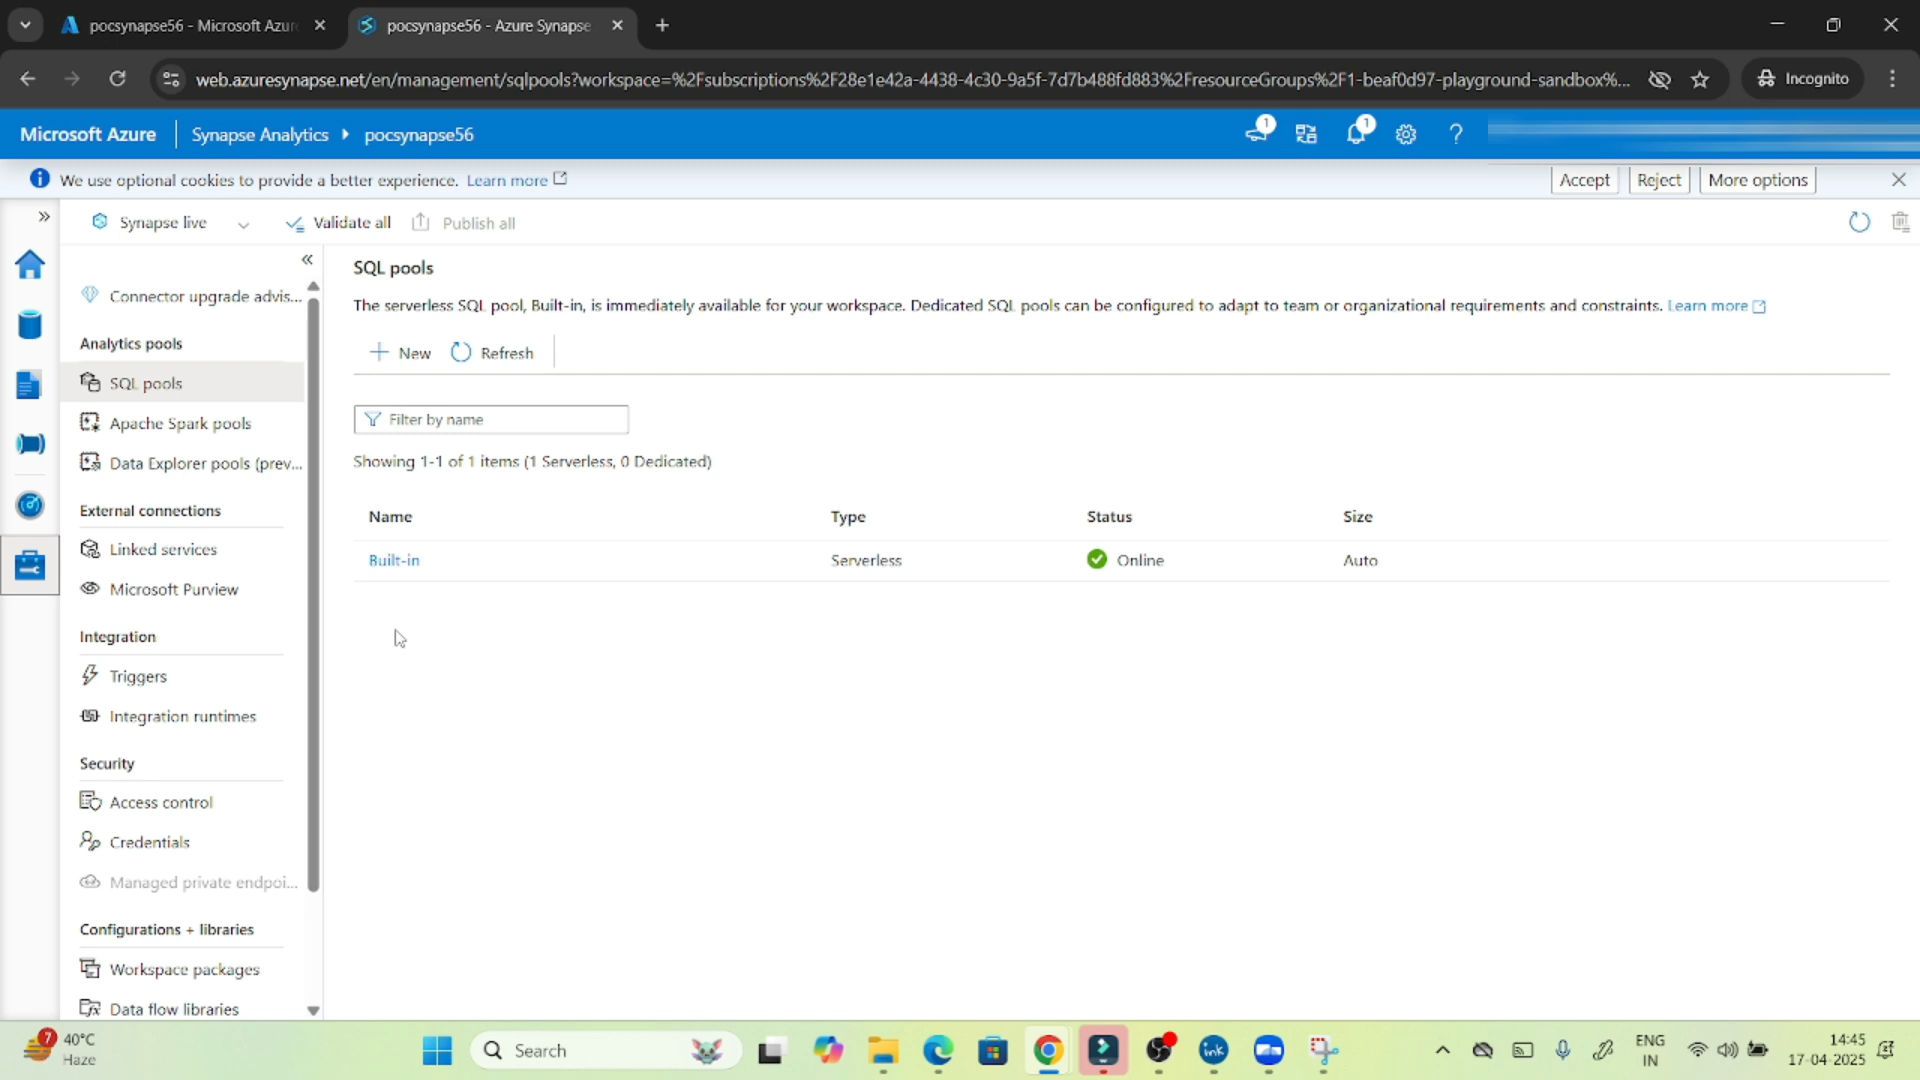 pocsynapse56 - Microsoft Azur
pocsynapse56 - Azure Synapse
web.azuresynapse.net/en/management/sqlpools?workspace=%2Fsubscriptions%2F28e1e42a-4438-4c30-9a5f-7d7b488fd883%2FresourceGroups%2F1-beaf0d97-playground-sandbox%...
Incognito
Microsoft Azure
Synapse Analytics
pocsynapse56
1
1
We use optional cookies to provide a better experience. Learn more
Accept
Reject
More options
Synapse live
Validate all
Publish all
Connector upgrade advis...
Analytics pools
SQL pools
Apache Spark pools
Data Explorer pools (prev...
External connections
Linked services
Microsoft Purview
Integration
Triggers
Integration runtimes
Security
Access control
Credentials
Managed private endpoi...
Configurations + libraries
Workspace packages
Data flow libraries
SQL pools
The serverless SQL pool, Built-in, is immediately available for your workspace. Dedicated SQL pools can be configured to adapt to team or organizational requirements and constraints. Learn more
New
Refresh
Filter by name
Showing 1-1 of 1 items (1 Serverless, 0 Dedicated)
Name Type Status Size
Built-in Serverless Online Auto
7
40°C
Haze
Search
ink
ENG
IN
14:45
17-04-2025